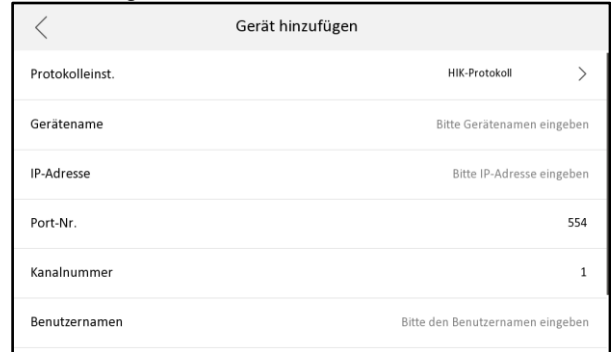 Gerät hinzufügen
Protokolleinst. HIK-Protokoll
Gerätename Bitte Gerätenamen eingeben
IP-Adresse Bitte IP-Adresse eingeben
Port-Nr. 554
Kanalnummer 1
Benutzernamen Bitte den Benutzernamen eingeben